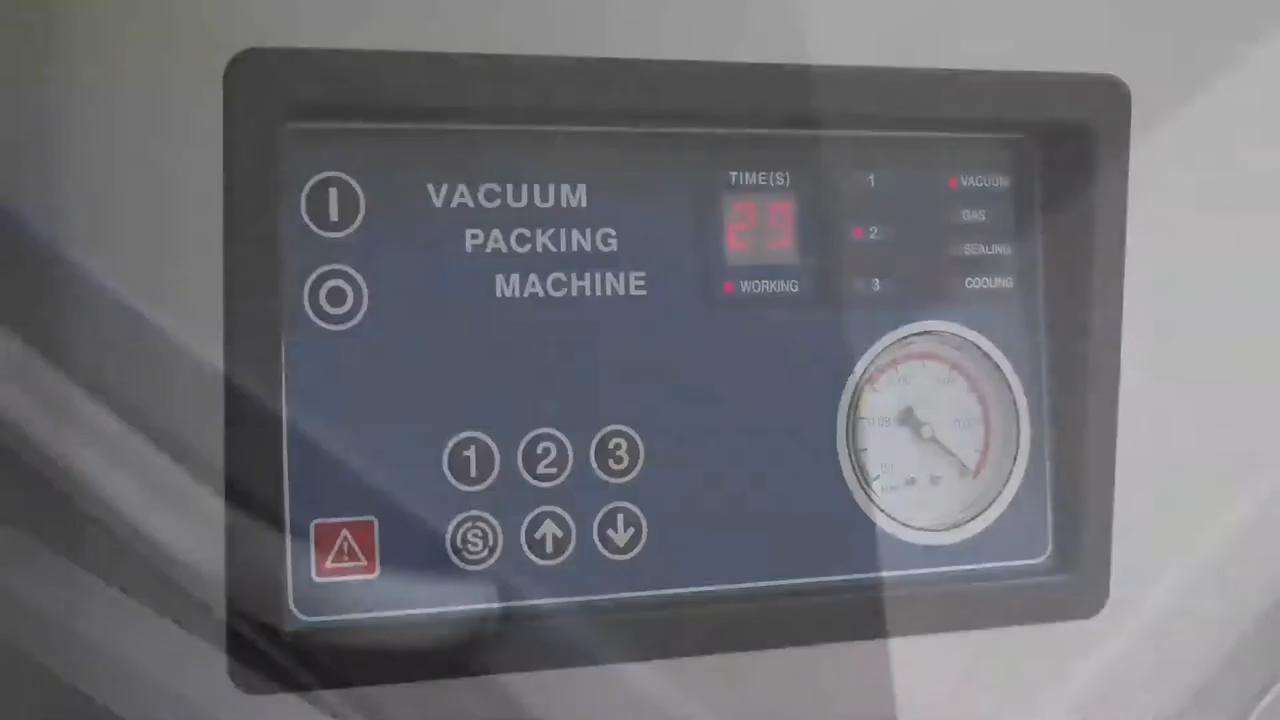 VACUUM
PACKING
MACHINE
TIME(S)
29
WORKING
1
2
3
VACUUM
GAS
SEALING
COOLING
1 2 3
S